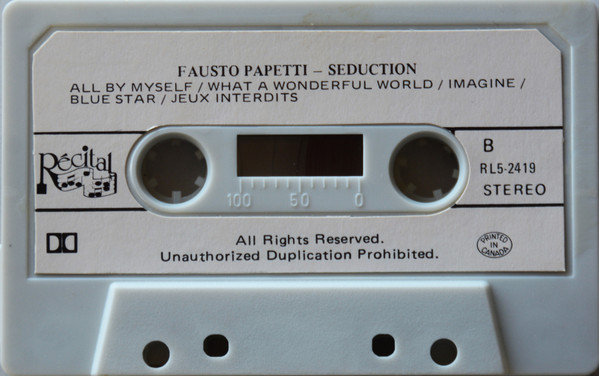 FAUSTO PAPETTI – SEDUCTION
ALL BY MYSELF / WHAT A WONDERFUL WORLD / IMAGINE /
BLUE STAR / JEUX INTERDITS
Récital
B
RL5-2419
STEREO
100 50 0
All Rights Reserved.
Unauthorized Duplication Prohibited.
PRINTED
IN
CANADA